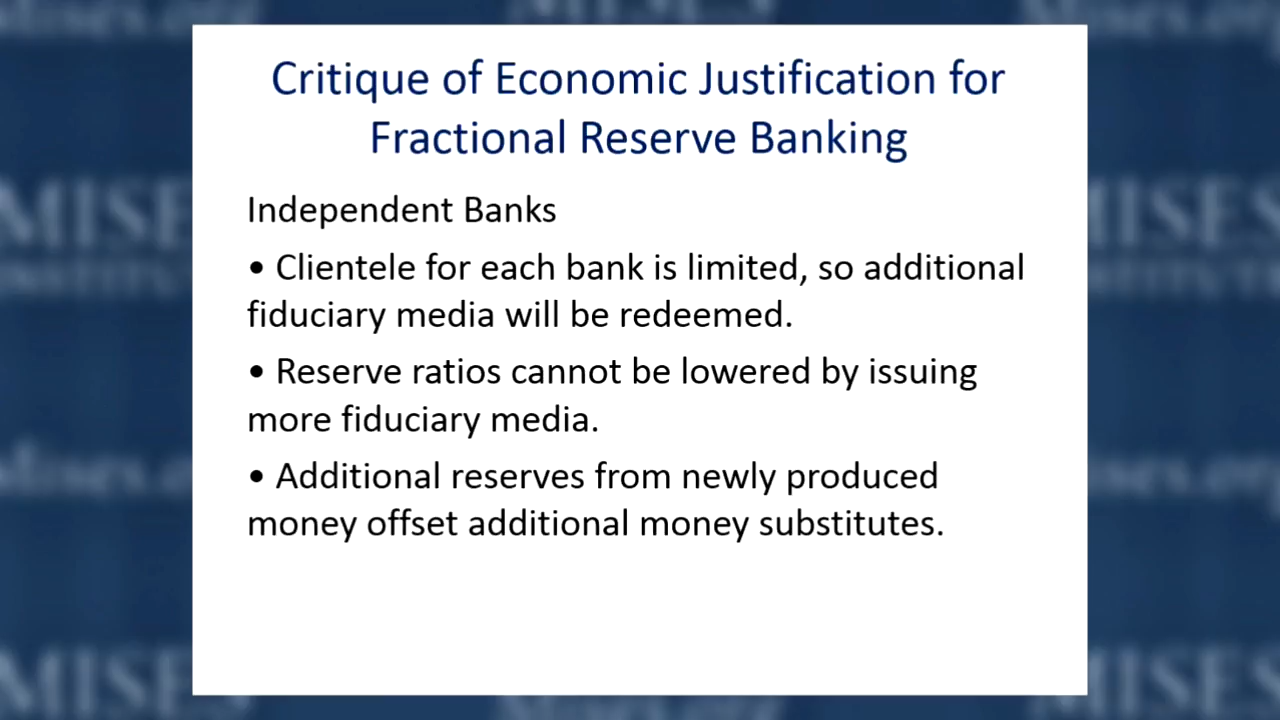 Critique of Economic Justification for
Fractional Reserve Banking
Independent Banks
• Clientele for each bank is limited, so additional
fiduciary media will be redeemed.
• Reserve ratios cannot be lowered by issuing
more fiduciary media.
• Additional reserves from newly produced
money offset additional money substitutes.